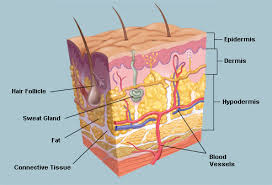 Epidermis
Dermis
Hair Follicle
Hypodermis
Sweat Gland
Fat
Blood
Vessels
Connective Tissue